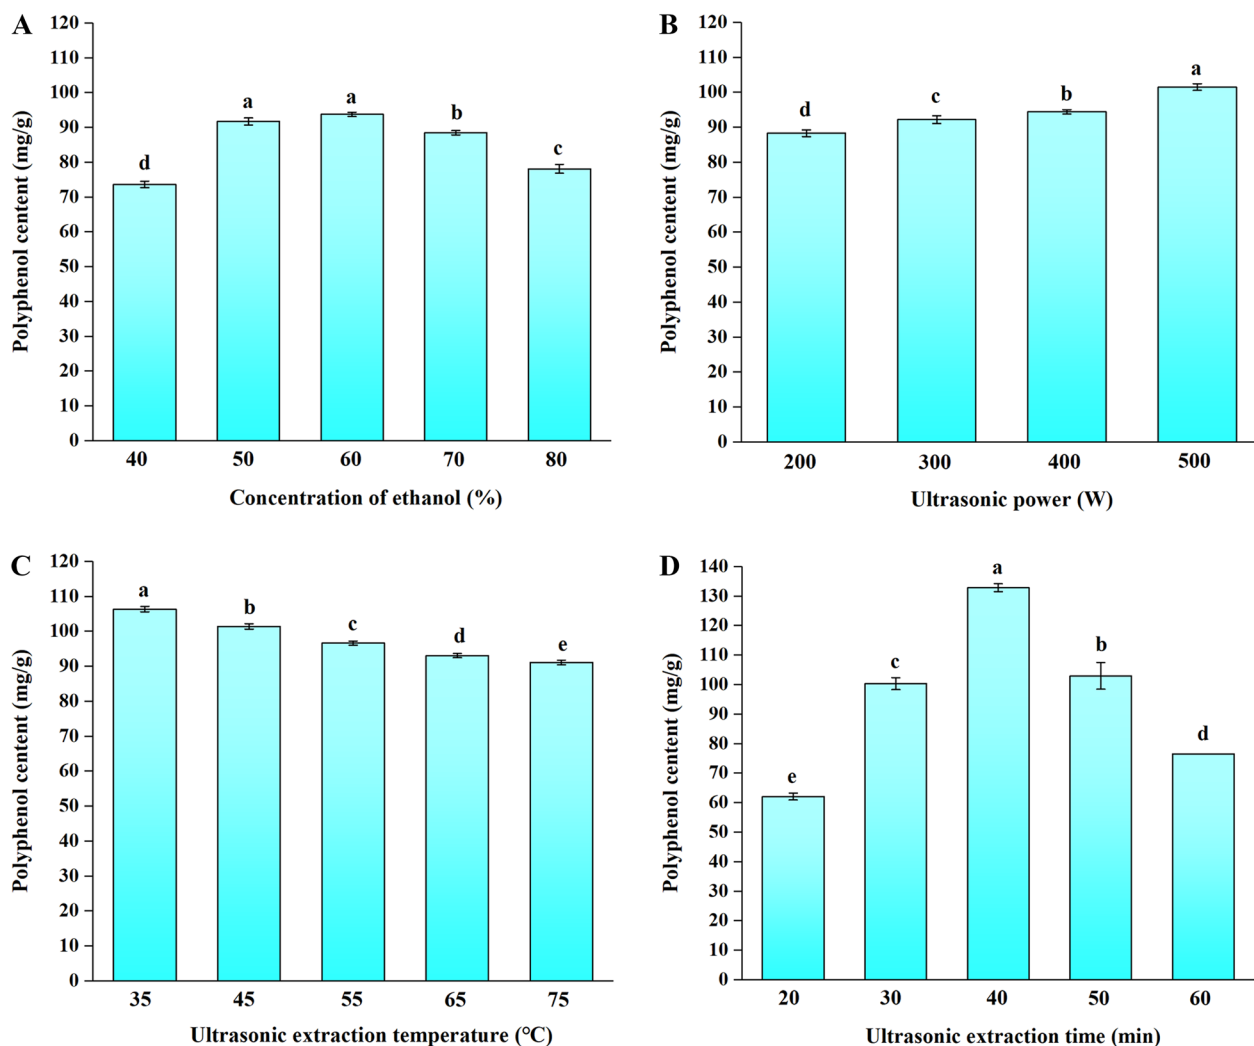 A
120
110
100
90
80
70
60
50
40
30
20
10
0
Polyphenol centent (mg/g)
d
a
a
b
c
40 50 60 70 80
Concentration of ethanol (%)
B
120
110
100
90
80
70
60
50
40
30
20
10
0
Polyphenol centent (mg/g)
d
c
b
a
200 300 400 500
Ultrasonic power (W)
C
120
110
100
90
80
70
60
50
40
30
20
10
0
Polyphenol centent (mg/g)
a
b
c
d
e
35 45 55 65 75
Ultrasonic extraction temperature (°C)
D
140
130
120
110
100
90
80
70
60
50
40
30
20
10
0
Polyphenol centent (mg/g)
e
c
a
b
d
20 30 40 50 60
Ultrasonic extraction time (min)